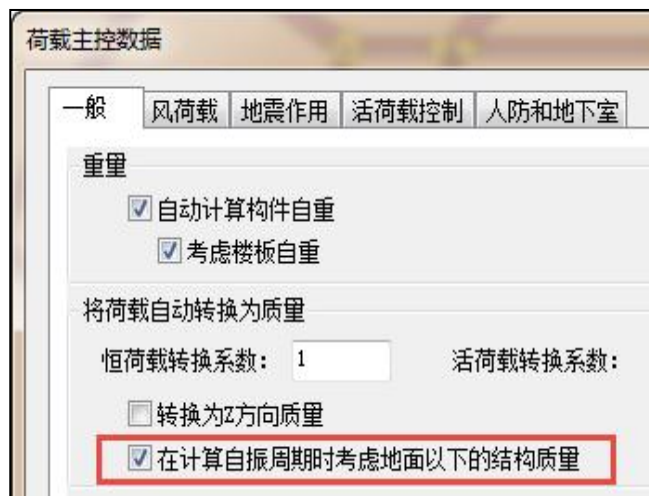 荷载主控数据
一般 风荷载 地震作用 活荷载控制 人防和地下室
重量
自动计算构件自重
考虑楼板自重
将荷载自动转换为质量
恒荷载转换系数: 1 活荷载转换系数:
转换为Z方向质量
在计算自振周期时考虑地面以下的结构质量